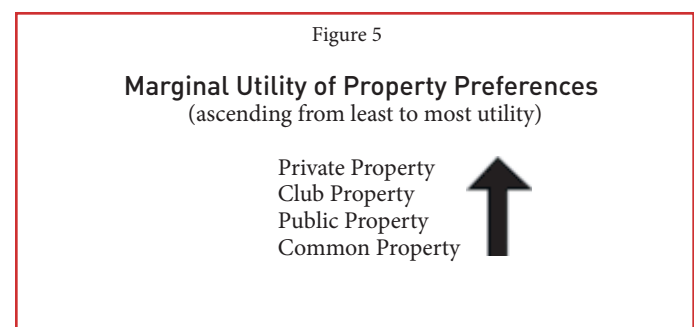 Figure 5
Marginal Utility of Property Preferences
(ascending from least to most utility)
Private Property
Club Property
Public Property
Common Property